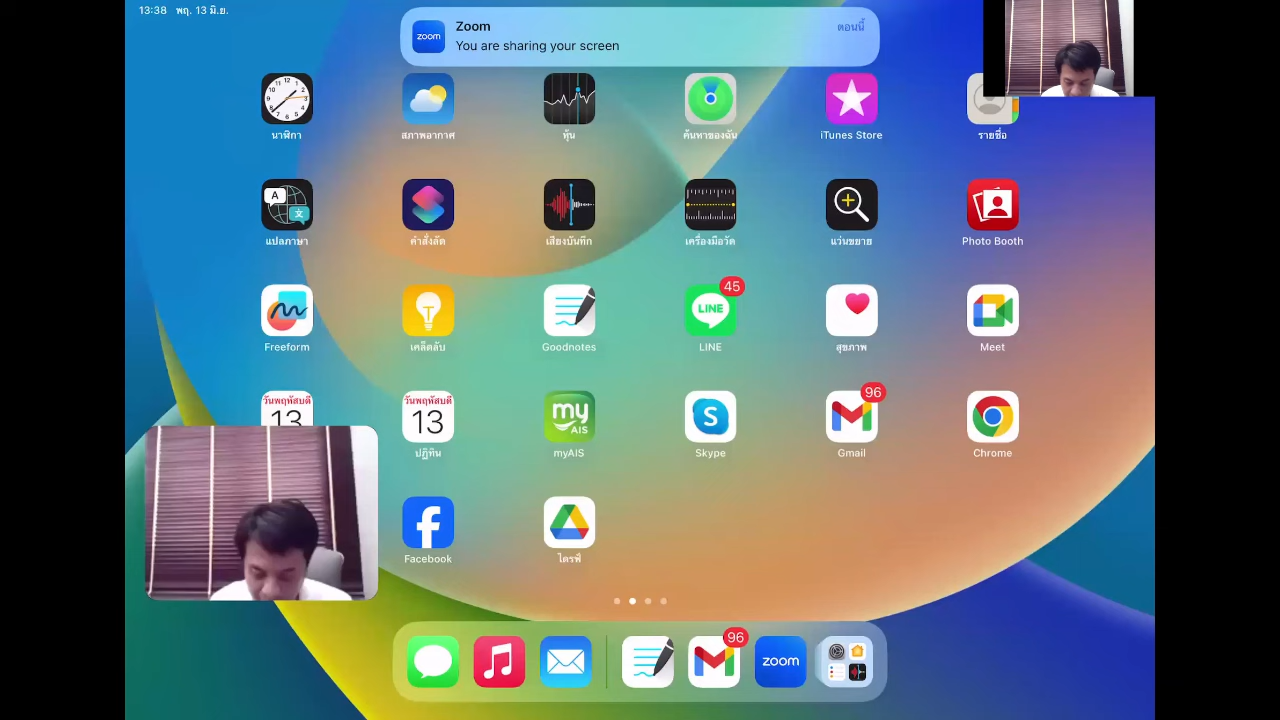 13:38 พฤ. 13 มิ.ย.
zoom
Zoom
ตอนนี้
You are sharing your screen
นาฬิกา
สภาพอากาศ
หุ้น
ค้นหาของฉัน
iTunes Store
รายชื่อ
แปลภาษา
คำสั่งลัด
เสียงบันทึก
เครื่องมือวัด
แว่นขยาย
Photo Booth
45
LINE
Freeform
เคล็ดลับ
Goodnotes
LINE
สุขภาพ
Meet
วันพฤหัสบดี
13
วันพฤหัสบดี
13
my
AIS
96
ปฏิทิน
myAIS
Skype
Gmail
Chrome
Facebook
ไดรฟ์
96
zoom